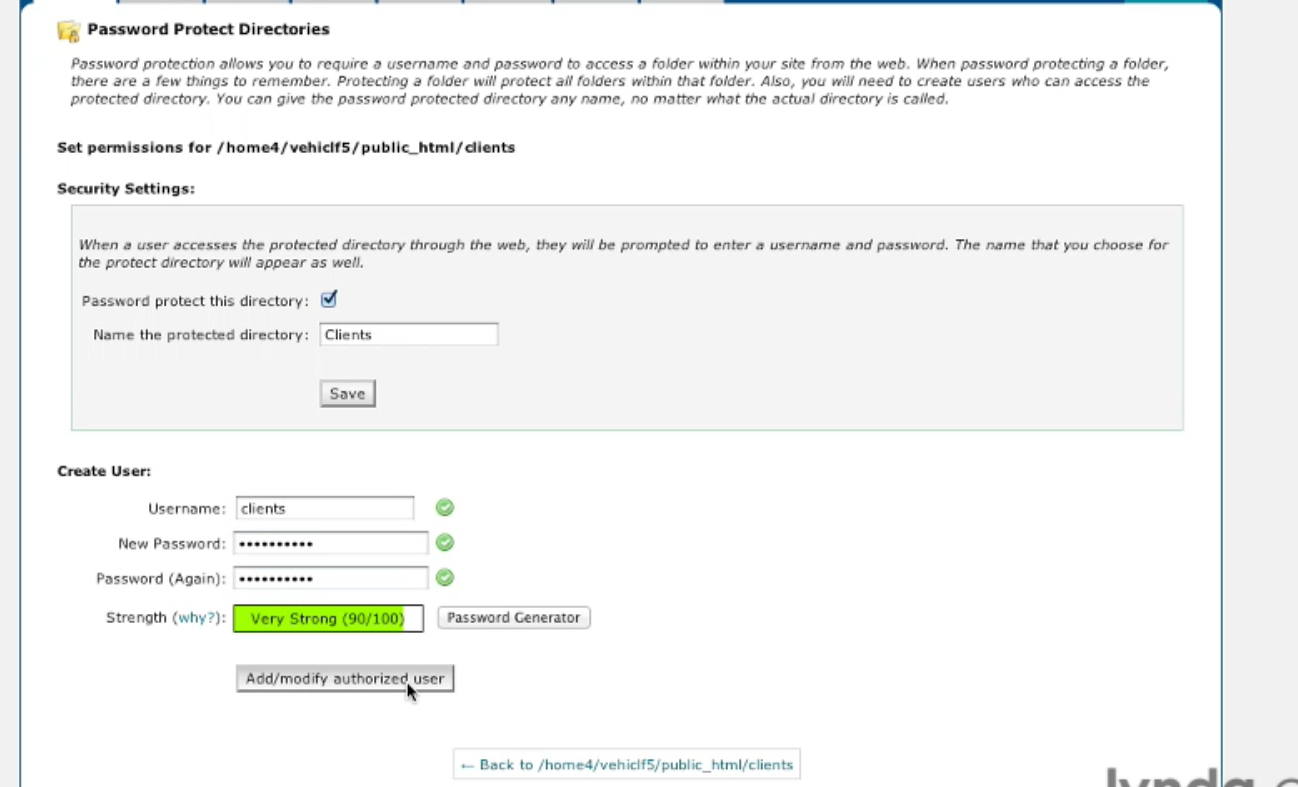 Password Protect Directories
Password protection allows you to require a username and password to access a folder within your site from the web. When password protecting a folder,
there are a few things to remember. Protecting a folder will protect all folders within that folder. Also, you will need to create users who can access the
protected directory. You can give the password protected directory any name, no matter what the actual directory is called.
Set permissions for /home4/vehiclf5/public_html/clients
Security Settings:
When a user accesses the protected directory through the web, they will be prompted to enter a username and password. The name that you choose for
the protect directory will appear as well.
Password protect this directory:
Name the protected directory: Clients
Save
Create User:
Username: clients
New Password: ••••••••••
Password (Again): ••••••••••
Strength (why?): Very Strong (90/100) Password Generator
Add/modify authorized user
← Back to /home4/vehiclf5/public_html/clients